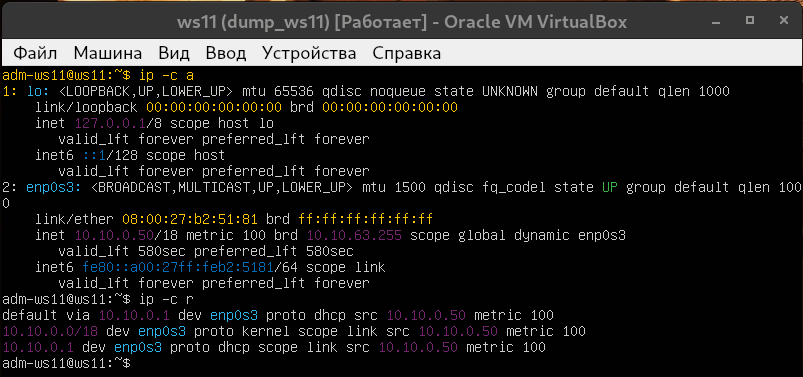 ws11 (dump_ws11) [Работает] - Oracle VM VirtualBox
Файл Машина Вид Ввод Устройства Справка
adm-ws11@ws11:~$ ip -c a
1: lo: <LOOPBACK,UP,LOWER_UP> mtu 65536 qdisc noqueue state UNKNOWN group default qlen 1000
    link/loopback 00:00:00:00:00:00 brd 00:00:00:00:00:00
    inet 127.0.0.1/8 scope host lo
       valid_lft forever preferred_lft forever
    inet6 ::1/128 scope host
       valid_lft forever preferred_lft forever
2: enp0s3: <BROADCAST,MULTICAST,UP,LOWER_UP> mtu 1500 qdisc fq_codel state UP group default qlen 100
0
    link/ether 08:00:27:b2:51:81 brd ff:ff:ff:ff:ff:ff
    inet 10.10.0.50/18 metric 100 brd 10.10.63.255 scope global dynamic enp0s3
       valid_lft 580sec preferred_lft 580sec
    inet6 fe80::a00:27ff:feb2:5181/64 scope link
       valid_lft forever preferred_lft forever
adm-ws11@ws11:~$ ip -c r
default via 10.10.0.1 dev enp0s3 proto dhcp src 10.10.0.50 metric 100
10.10.0.0/18 dev enp0s3 proto kernel scope link src 10.10.0.50 metric 100
10.10.0.1 dev enp0s3 proto dhcp scope link src 10.10.0.50 metric 100
adm-ws11@ws11:~$